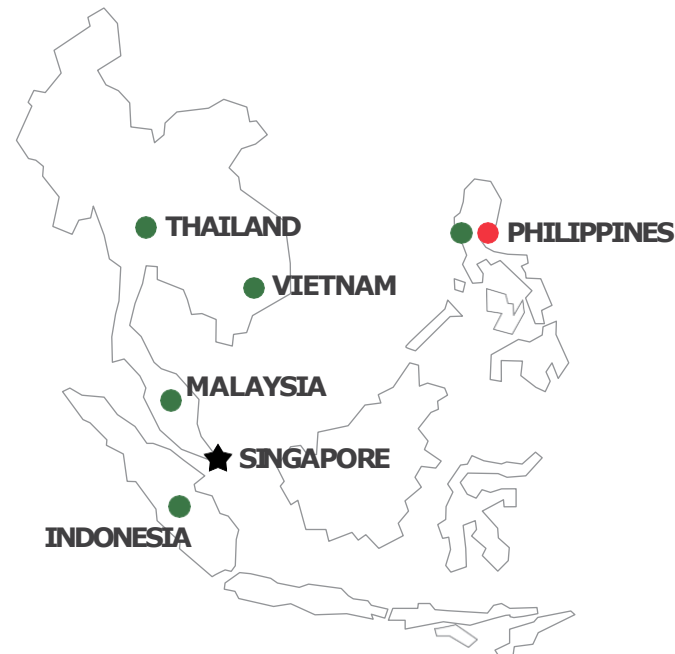 THAILAND
PHILIPPINES
VIETNAM
MALAYSIA
SINGAPORE
INDONESIA